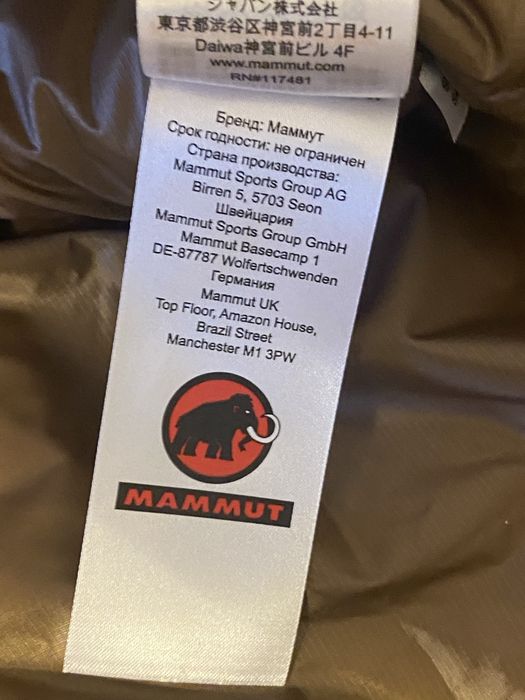 ジャパン株式会社
東京都渋谷区神宮前2丁目4-11
Daiwa神宮前ビル 4F
www.mammut.com
RN#117481
Бренд: Маммут
Срок годности: не ограничен
Страна производства:
Mammut Sports Group AG
Birren 5, 5703 Seon
Швейцария
Mammut Sports Group GmbH
Mammut Basecamp 1
DE-87787 Wolfertschwenden
Германия
Mammut UK
Top Floor, Amazon House,
Brazil Street
Manchester M1 3PW
MAMMUT